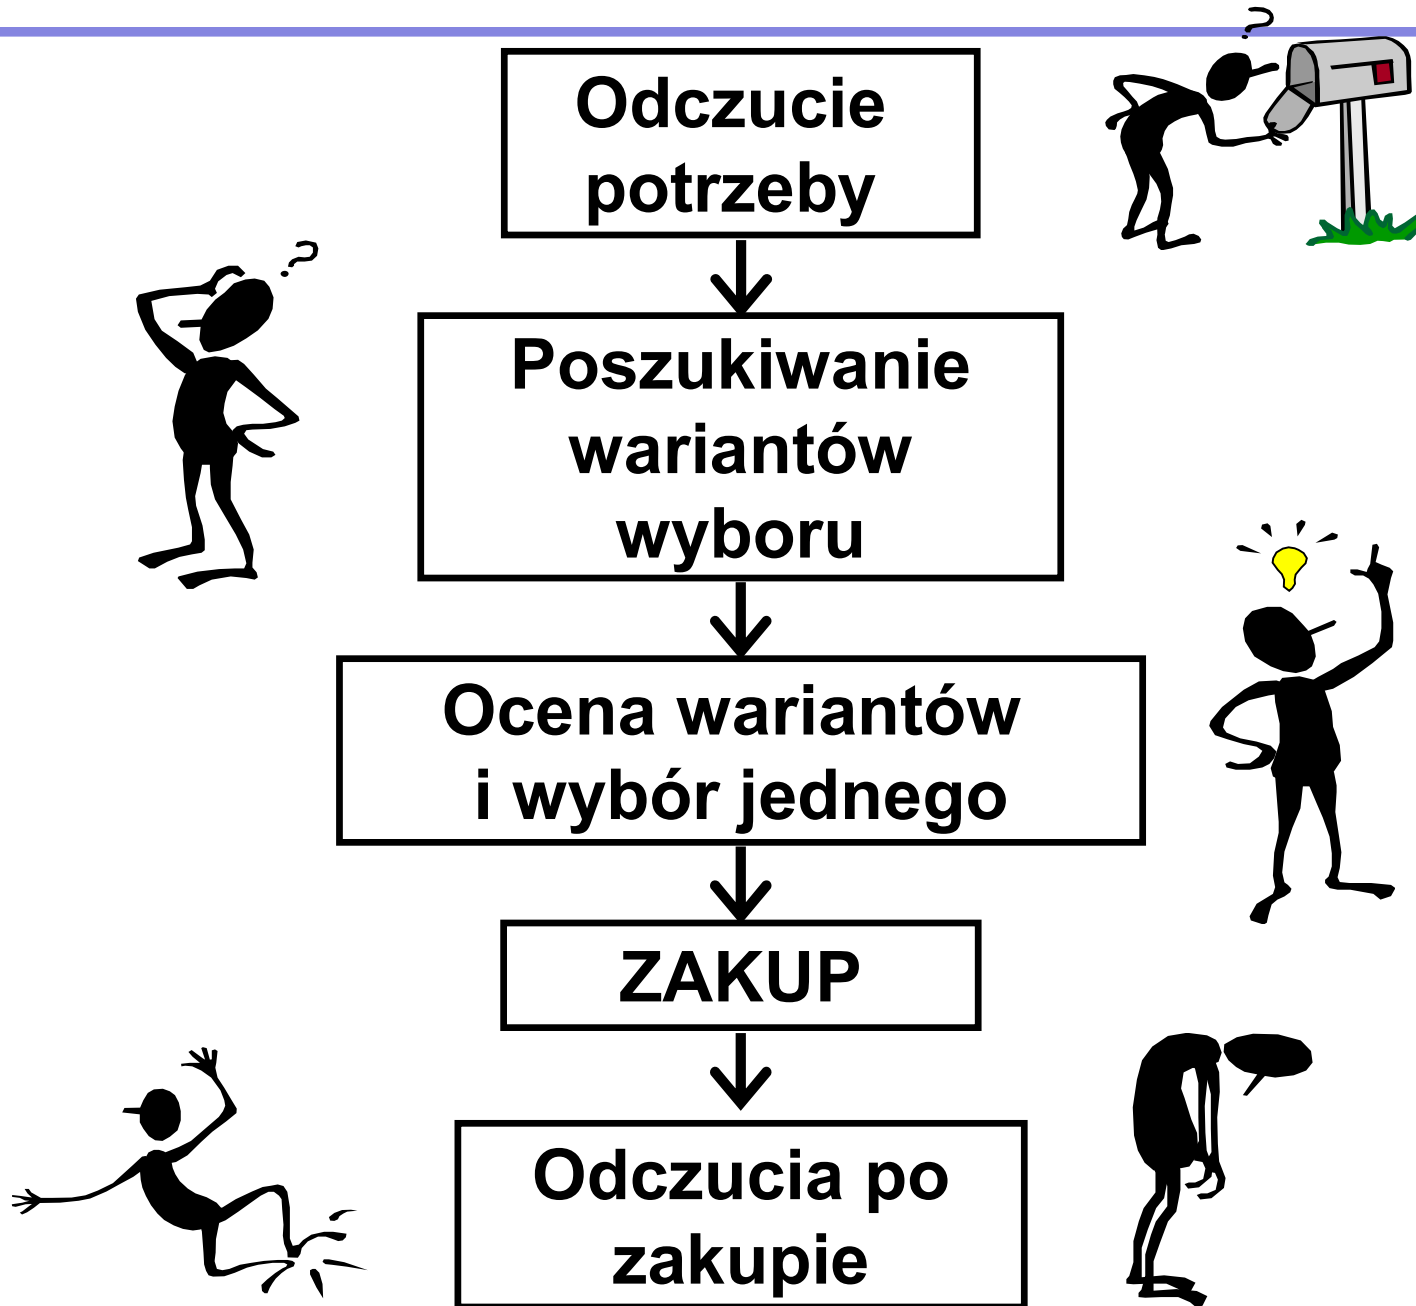 ?
Odczucie
potrzeby
?
Poszukiwanie
wariantów
wyboru
Ocena wariantów
i wybór jednego
ZAKUP
Odczucia po
zakupie